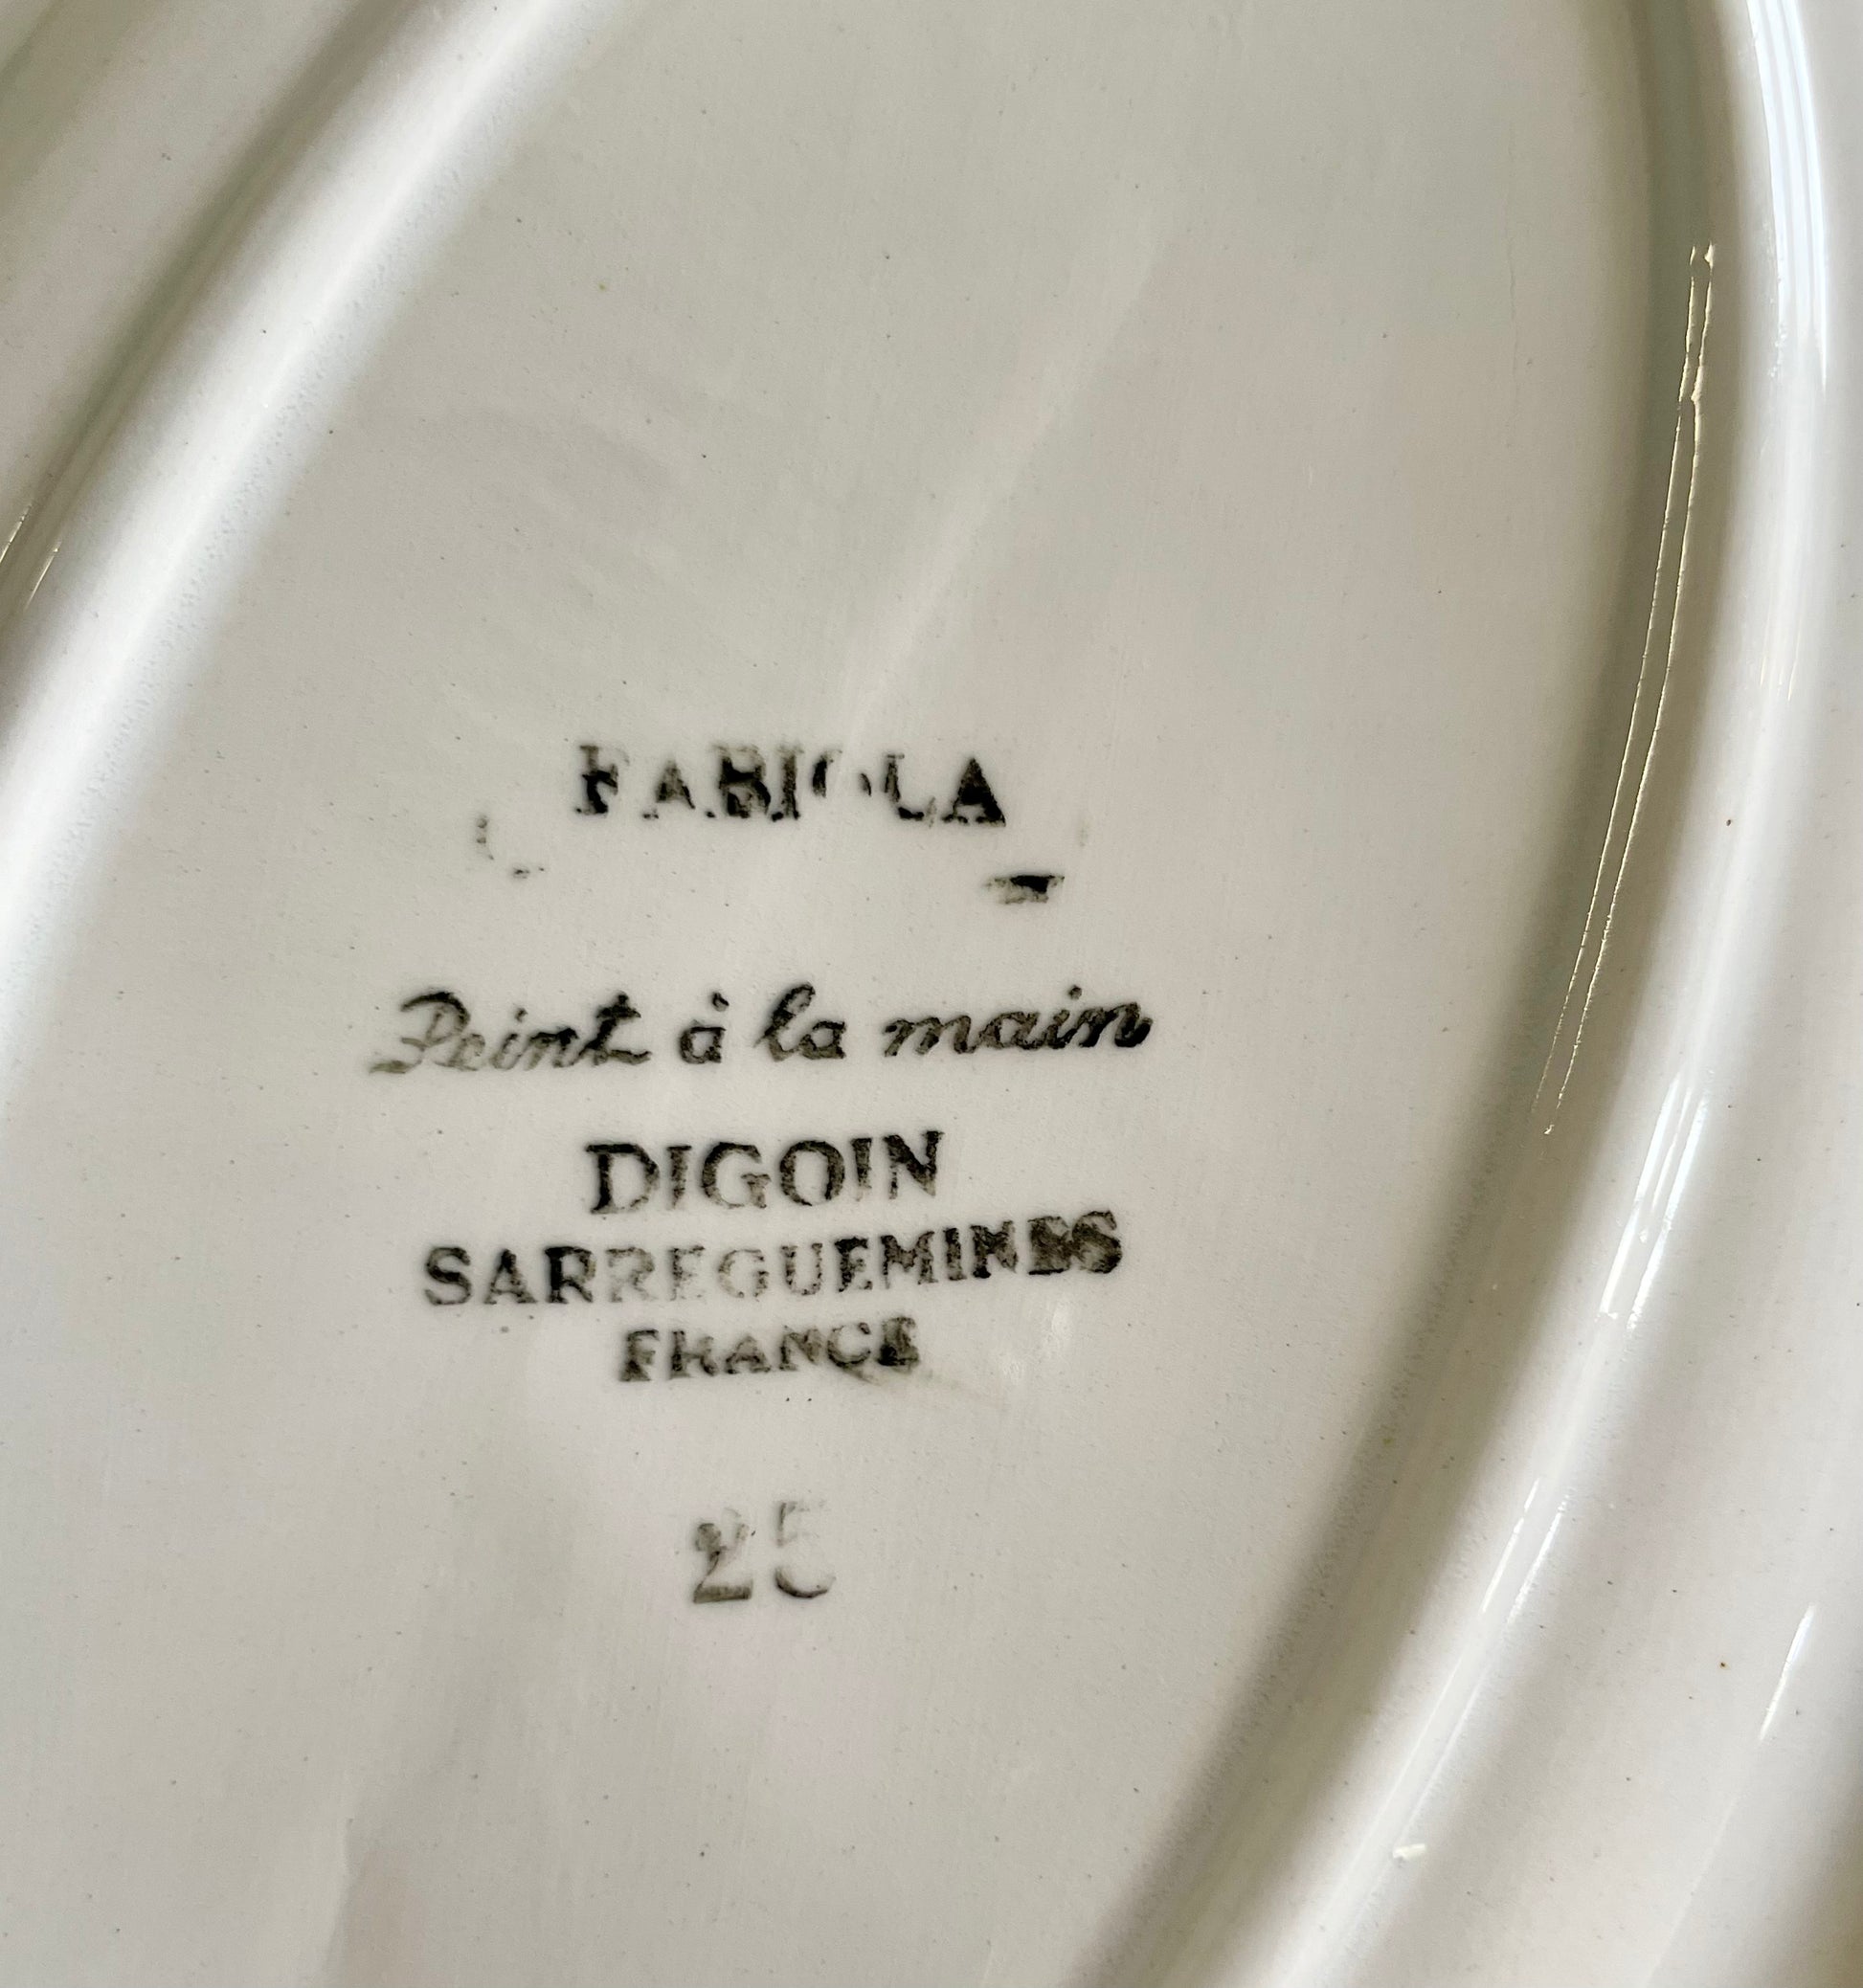 FABIOLA
Peint à la main
DIGOIN
SARREGUEMINES
FRANCE
25